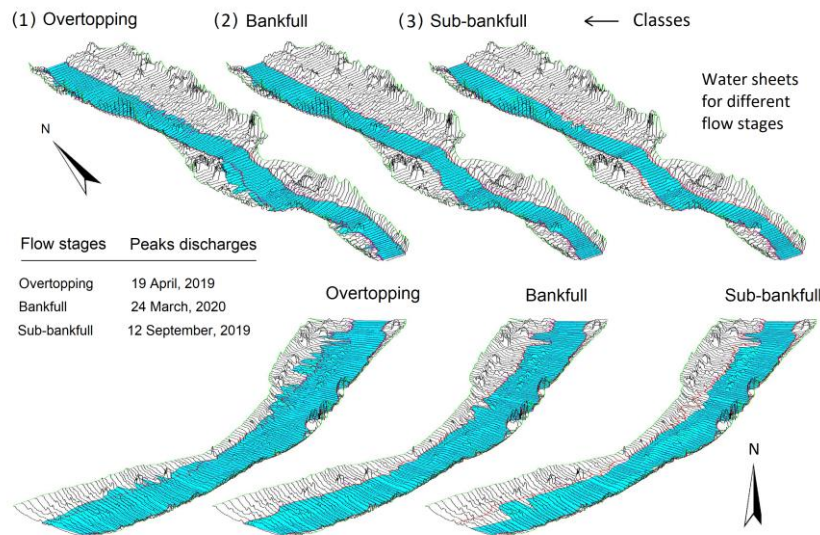 (1) Overtopping (2) Bankfull (3) Sub-bankfull ← Classes
Water sheets
for different
flow stages
N
Flow stages Peaks discharges
Overtopping 19 April, 2019
Bankfull 24 March, 2020
Sub-bankfull 12 September, 2019
Overtopping Bankfull Sub-bankfull
N